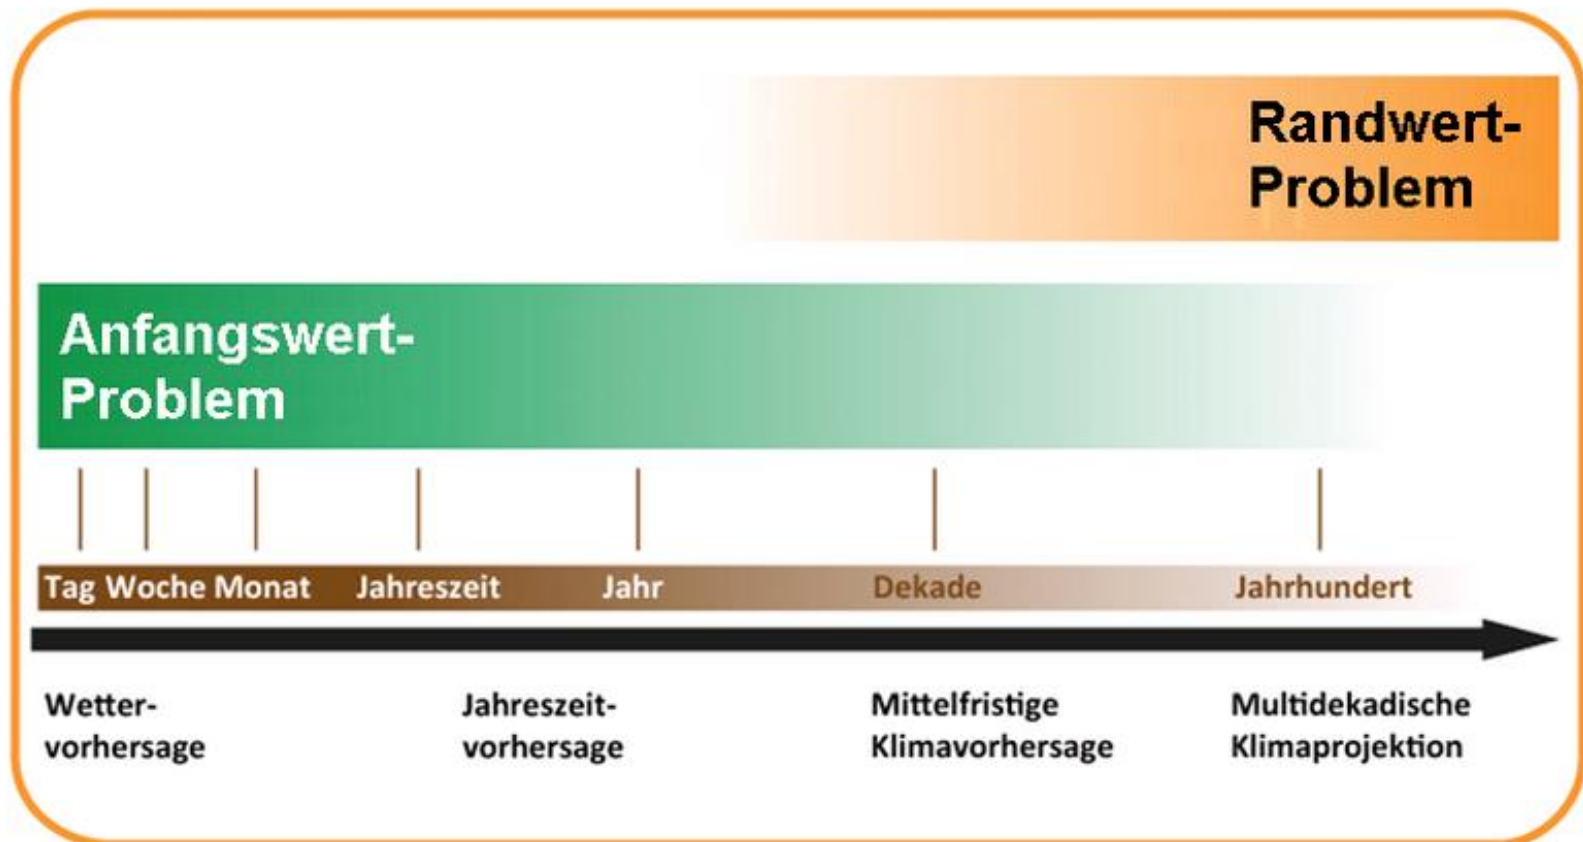 Randwert-
Problem
Anfangswert-
Problem
Tag Woche Monat Jahreszeit Jahr Dekade Jahrhundert
Wetter-
vorhersage
Jahreszeit-
vorhersage
Mittelfristige
Klimavorhersage
Multidekadische
Klimaprojektion